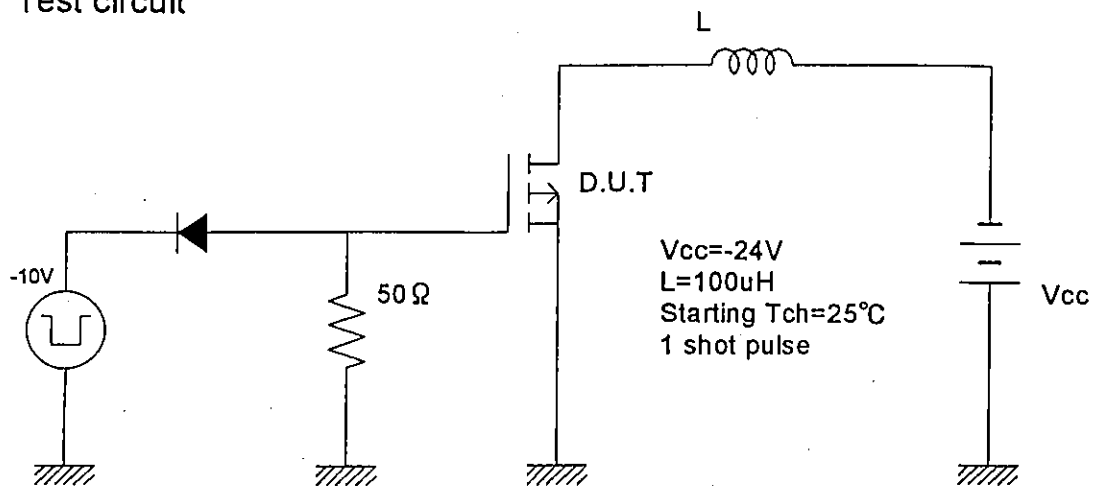 Test circuit
L
D.U.T
-10V
50Ω
Vcc=-24V
L=100uH
Starting Tch=25℃
1 shot pulse
Vcc